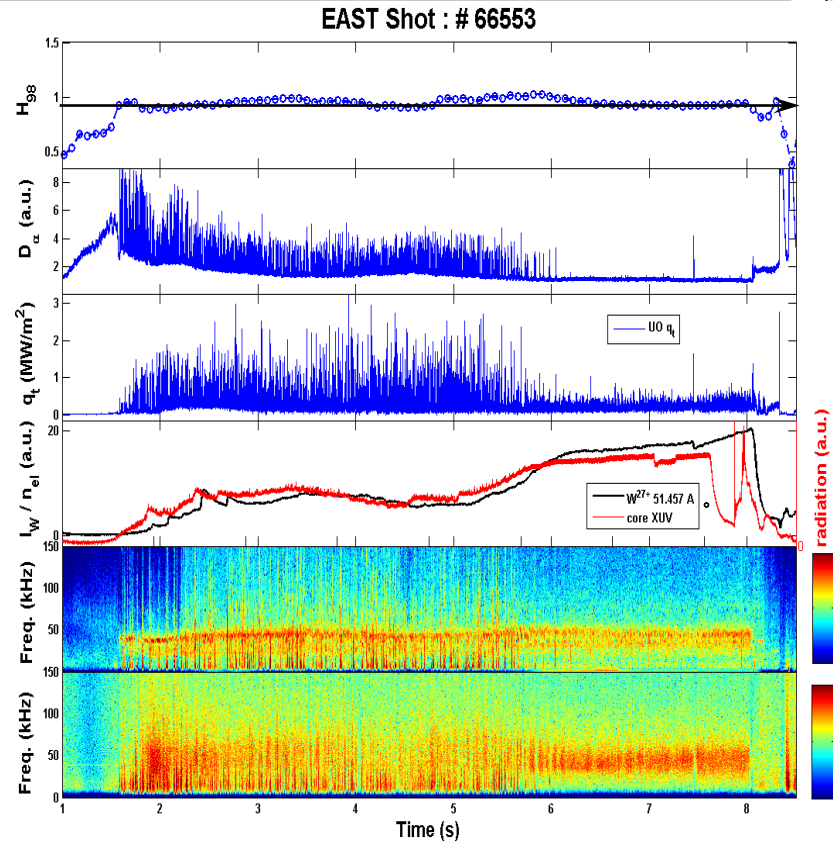 EAST Shot : # 66553
H98
1.5
1
0.5
Dα (a.u.)
8
6
4
2
qt (MW/m²)
3
2
1
0
UO qt
IW / nel (a.u.)
20
0
W27+ 51.457 A
core XUV
radiation (a.u.)
0
Freq. (kHz)
150
100
50
Freq. (kHz)
150
100
50
0
1 2 3 4 5 6 7 8
Time (s)